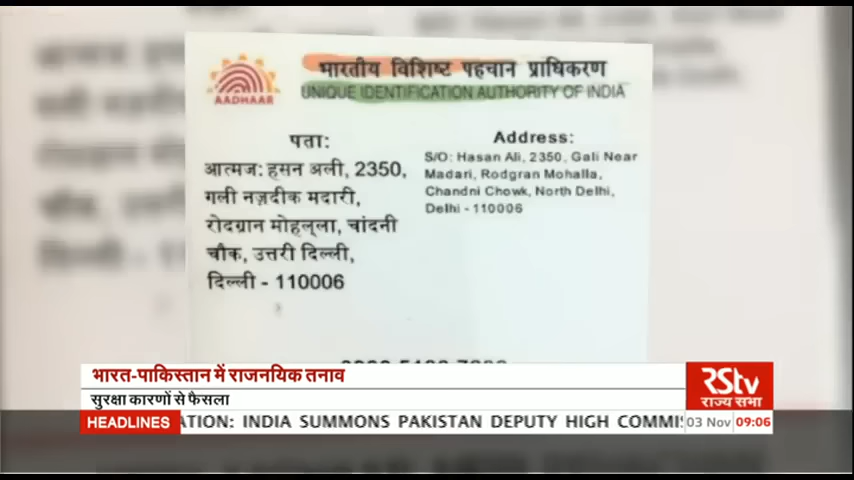 भारतीय विशिष्ट पहचान प्राधिकरण
UNIQUE IDENTIFICATION AUTHORITY OF INDIA
AADHAAR
पता:
आत्मज: हसन अली, 2350,
गली नज़दीक मदारी,
रोदग्रान मोहल्ला, चांदनी
चौक, उत्तरी दिल्ली,
दिल्ली - 110006
Address:
S/O: Hasan Ali, 2350, Gali Near
Madari, Rodgran Mohalla,
Chandni Chowk, North Delhi,
Delhi - 110006
भारत-पाकिस्तान में राजनयिक तनाव
सुरक्षा कारणों से फैसला
RStv
राज्य सभा
HEADLINES
ATION: INDIA SUMMONS PAKISTAN DEPUTY HIGH COMMIS
03 Nov 09:06